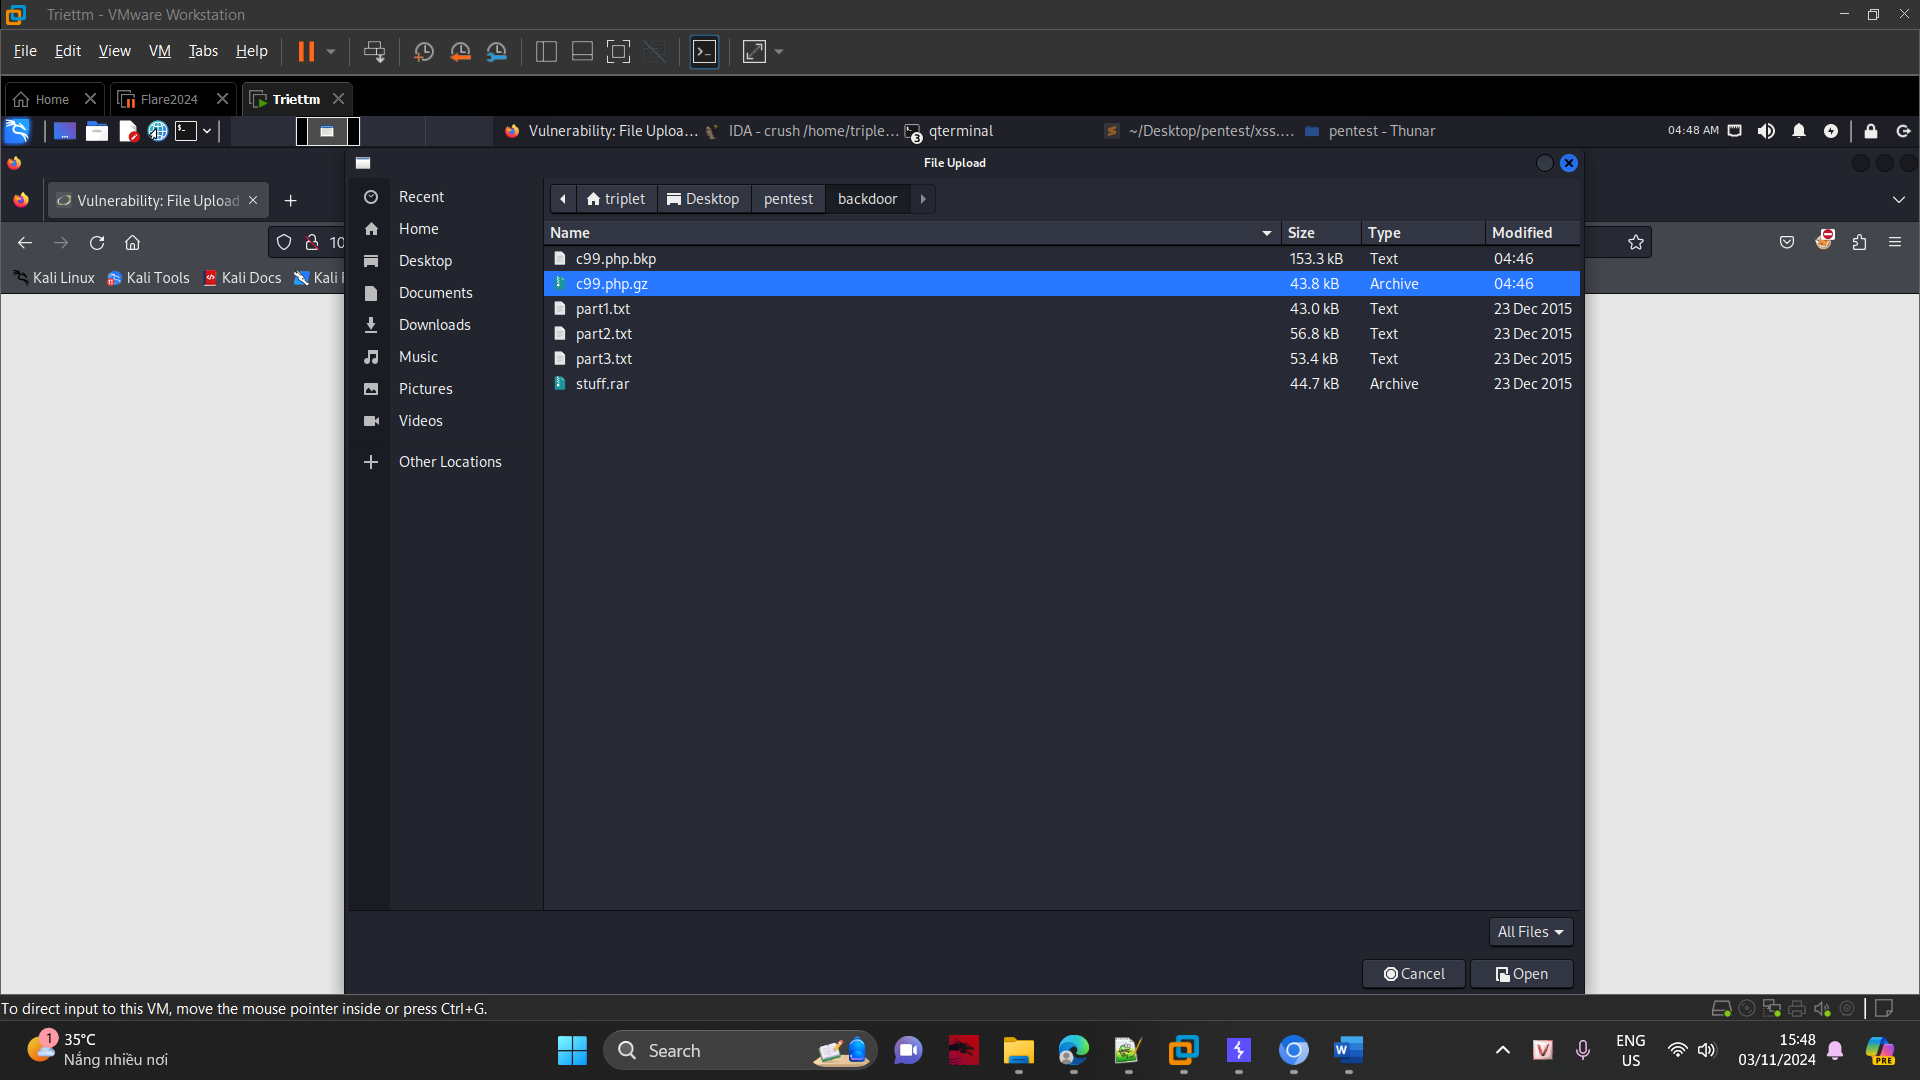 Triettm - VMware Workstation
File Edit View VM Tabs Help
Home Flare2024 Triettm
Vulnerability: File Uploa... IDA - crush /home/triple... 3 qterminal ~/Desktop/pentest/xss.... pentest - Thunar 04:48 AM
File Upload
Vulnerability: File Upload
10
Kali Linux Kali Tools Kali Docs Kali
Recent
Home
Desktop
Documents
Downloads
Music
Pictures
Videos
Other Locations
triplet Desktop pentest backdoor
Name Size Type Modified
c99.php.bkp 153.3 kB Text 04:46
c99.php.gz 43.8 kB Archive 04:46
part1.txt 43.0 kB Text 23 Dec 2015
part2.txt 56.8 kB Text 23 Dec 2015
part3.txt 53.4 kB Text 23 Dec 2015
stuff.rar 44.7 kB Archive 23 Dec 2015
All Files
Cancel Open
To direct input to this VM, move the mouse pointer inside or press Ctrl+G.
1 35°C
Nắng nhiều nơi
Search
ENG
US
15:48
03/11/2024
PRE